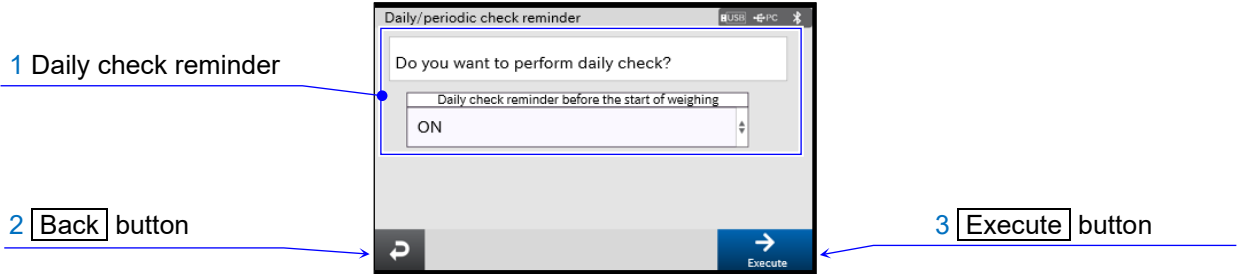 Daily/periodic check reminder
USB PC
1 Daily check reminder
Do you want to perform daily check?
Daily check reminder before the start of weighing
ON
2 Back button
3 Execute button
Execute